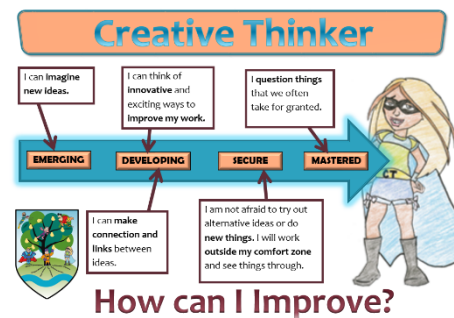 Creative Thinker
I can imagine
new ideas.
I can think of
innovative and
exciting ways to
improve my work.
I question things
that we often
take for granted.
EMERGING
DEVELOPING
SECURE
MASTERED
CT
I can make
connection and
links between
ideas.
I am not afraid to try out
alternative ideas or do
new things. I will work
outside my comfort zone
and see things through.
How can I Improve?